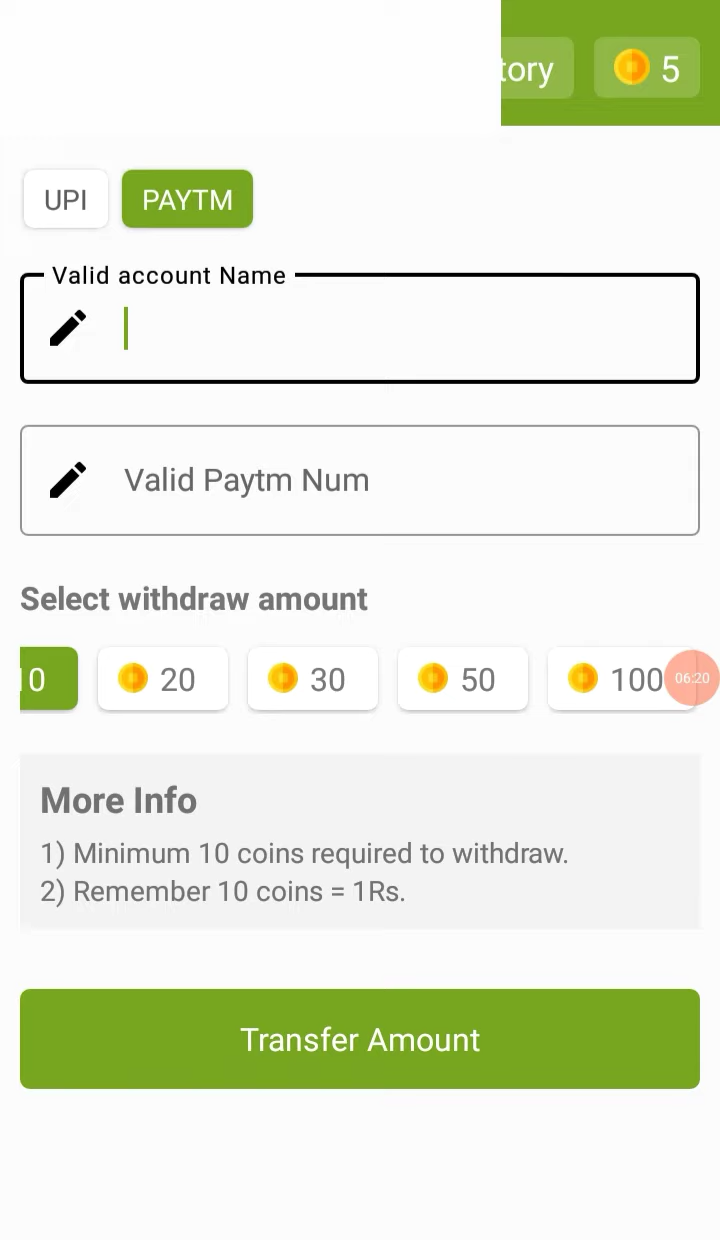 tory 5
UPI PAYTM
Valid account Name
Valid Paytm Num
Select withdraw amount
10 20 30 50 100 06:20
More Info
1) Minimum 10 coins required to withdraw.
2) Remember 10 coins = 1Rs.
Transfer Amount